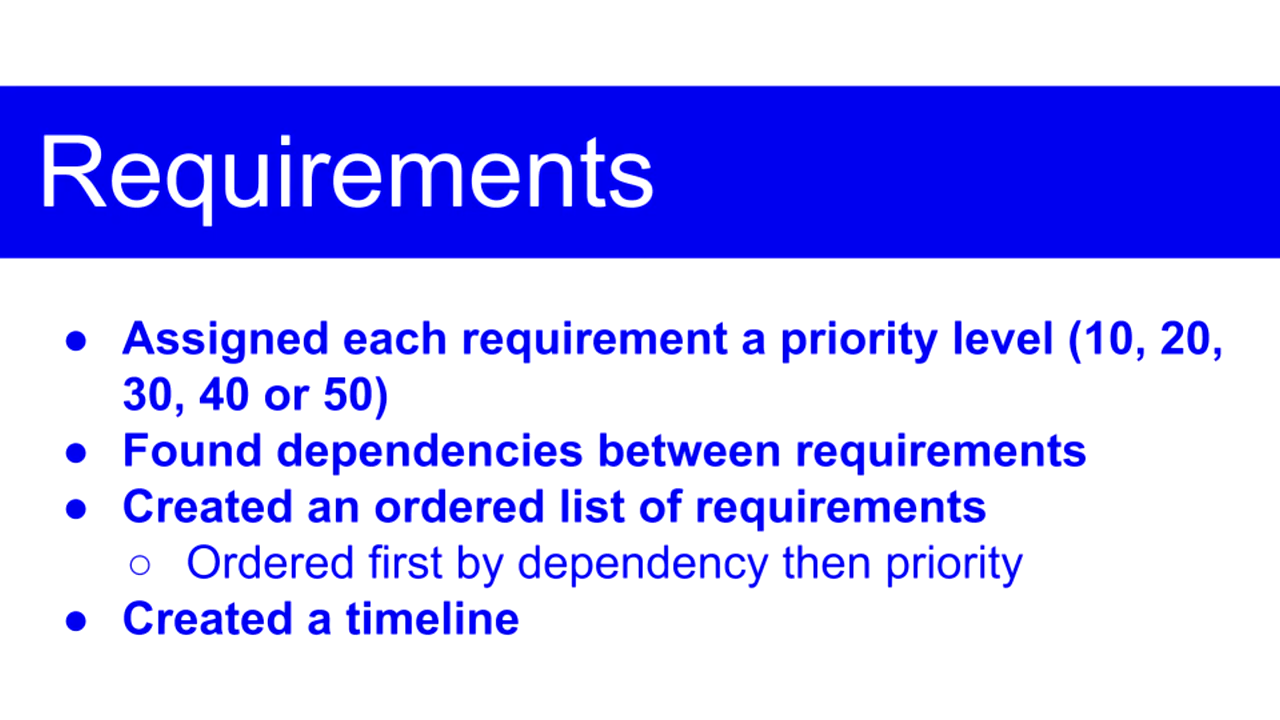 Requirements
● Assigned each requirement a priority level (10, 20,
30, 40 or 50)
● Found dependencies between requirements
● Created an ordered list of requirements
○ Ordered first by dependency then priority
● Created a timeline